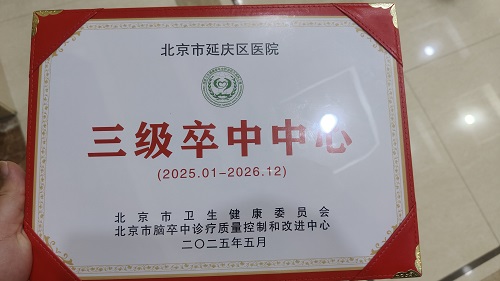 北京市延庆区医院
三级卒中中心
(2025.01-2026.12)
北京市卫生健康委员会
北京市脑卒中诊疗质量控制和改进中心
二〇二五年五月